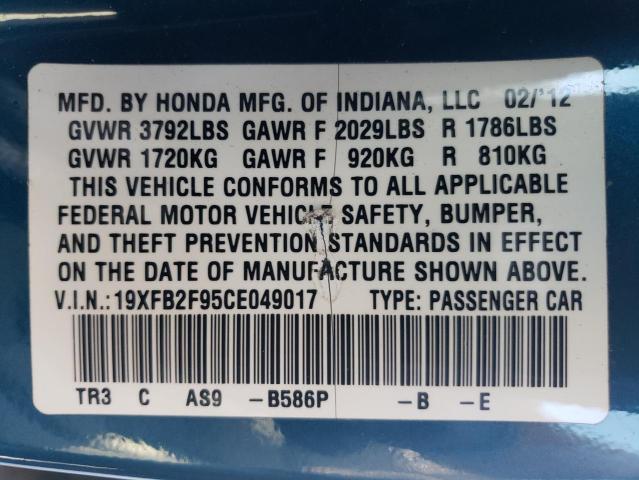 MFD. BY HONDA MFG. OF INDIANA, LLC 02/'12
GVWR 3792LBS GAWR F 2029LBS R 1786LBS
GVWR 1720KG GAWR F 920KG R 810KG
THIS VEHICLE CONFORMS TO ALL APPLICABLE
FEDERAL MOTOR VEHICLE SAFETY, BUMPER,
AND THEFT PREVENTION STANDARDS IN EFFECT
ON THE DATE OF MANUFACTURE SHOWN ABOVE.
V.I.N.:19XFB2F95CE049017 TYPE: PASSENGER CAR
TR3 C AS9 -B586P -B -E